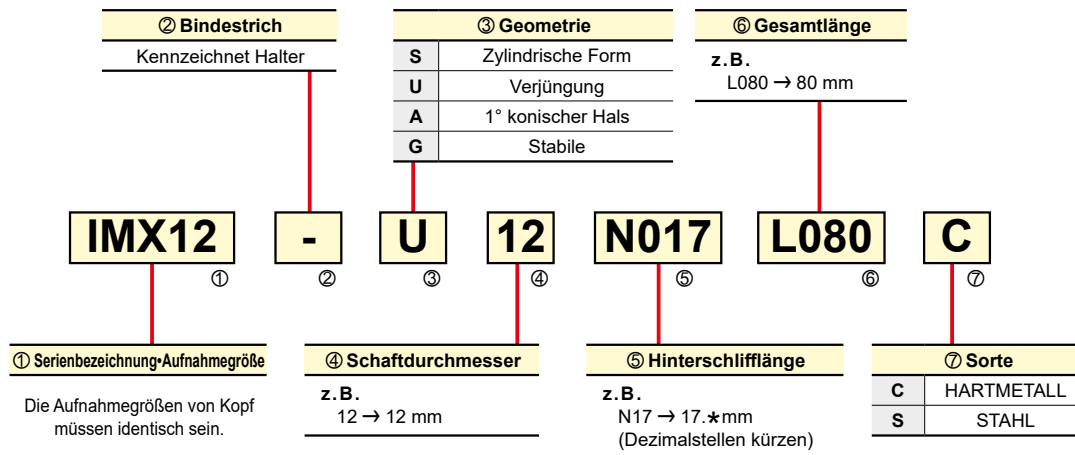 ② Bindestrich
Kennzeichnet Halter
③ Geometrie
S Zylindrische Form
U Verjüngung
A 1° konischer Hals
G Stabile
⑥ Gesamtlänge
z.B.
L080 → 80 mm
IMX12 - U 12 N017 L080 C
① ② ③ ④ ⑤ ⑥ ⑦
① Serienbezeichnung•Aufnahmegröße
Die Aufnahmegrößen von Kopf
müssen identisch sein.
④ Schaftdurchmesser
z.B.
12 → 12 mm
⑤ Hinterschlifflänge
z.B.
N17 → 17.★mm
(Dezimalstellen kürzen)
⑦ Sorte
C HARTMETALL
S STAHL